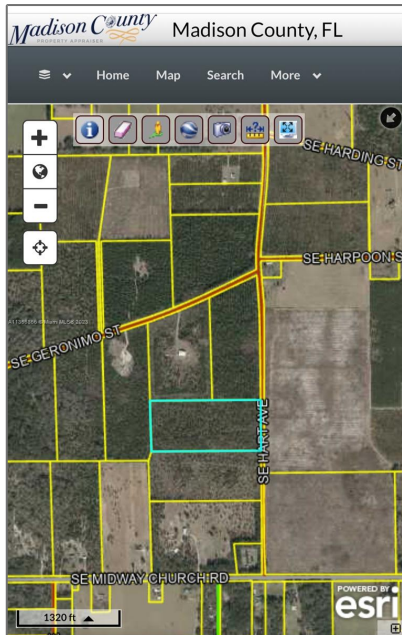 Madison County
PROPERTY APPRAISER
Madison County, FL
Home Map Search More
SE HARDING ST
SE HARPOON S
SE GERONIMO ST
SE HART AVE
SE MIDWAY CHURCH RD
1320 ft
POWERED BY
esri